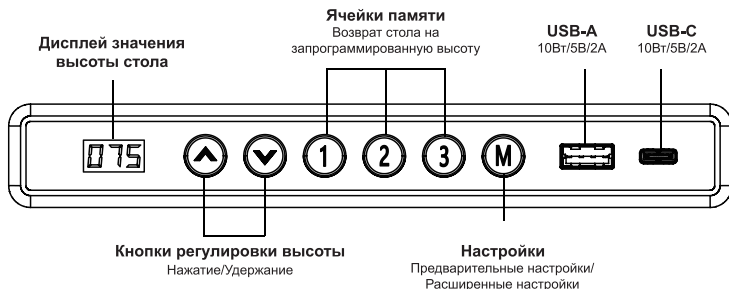 Ячейки памяти
Возврат стола на
запрограммированную высоту
USB-A
10Вт/5В/2А
USB-C
10Вт/5В/2А
Дисплей значения
высоты стола
075
1
2
3
M
Кнопки регулировки высоты
Нажатие/Удержание
Настройки
Предварительные настройки/
Расширенные настройки